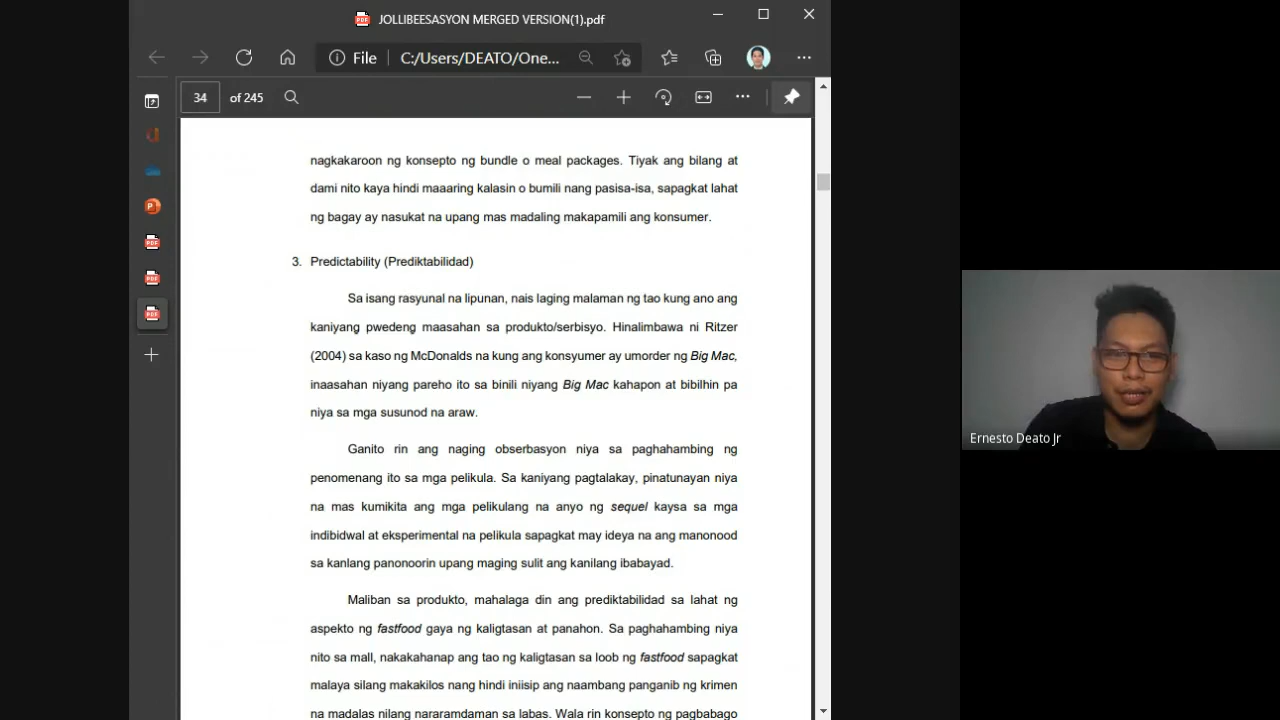 JOLLIBEESASYON MERGED VERSION(1).pdf
File C:/Users/DEATO/One...
34 of 245
nagkakaroon ng konsepto ng bundle o meal packages. Tiyak ang bilang at
dami nito kaya hindi maaaring kalasin o bumili nang pasisa-isa, sapagkat lahat
ng bagay ay nasukat na upang mas madaling makapamili ang konsumer.
3. Predictability (Prediktabilidad)
Sa isang rasyunal na lipunan, nais laging malaman ng tao kung ano ang
kaniyang pwedeng maasahan sa produkto/serbisyo. Hinalimbawa ni Ritzer
(2004) sa kaso ng McDonalds na kung ang konsyumer ay umorder ng Big Mac,
inaasahan niyang pareho ito sa binili niyang Big Mac kahapon at bibilhin pa
niya sa mga susunod na araw.
Ganito rin ang naging obserbasyon niya sa paghahambing ng
penomenang ito sa mga pelikula. Sa kaniyang pagtalakay, pinatunayan niya
na mas kumikita ang mga pelikulang na anyo ng sequel kaysa sa mga
indibidwal at eksperimental na pelikula sapagkat may ideya na ang manonood
sa kanlang panonoorin upang maging sulit ang kanilang ibabayad.
Maliban sa produkto, mahalaga din ang prediktabilidad sa lahat ng
aspekto ng fastfood gaya ng kaligtasan at panahon. Sa paghahambing niya
nito sa mall, nakakahanap ang tao ng kaligtasan sa loob ng fastfood sapagkat
malaya silang makakilos nang hindi iniisip ang naambang panganib ng krimen
na madalas nilang nararamdaman sa labas. Wala rin konsepto ng pagbabago
Ernesto Deato Jr